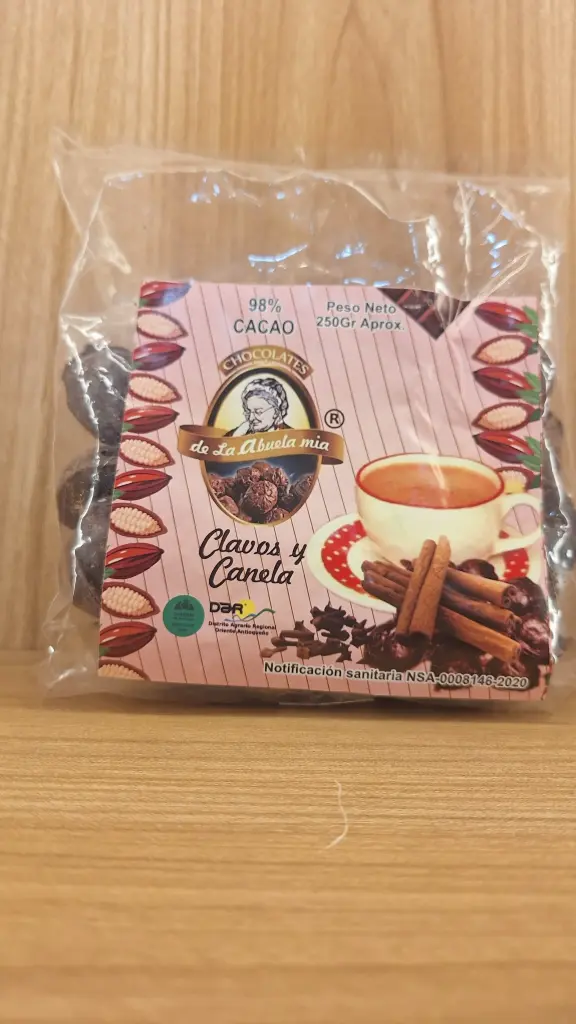 98%
CACAO
Peso Neto
250Gr Aprox.
CHOCOLATES
®
de La Abuela mia
Clavos y
Canela
DAR
Distrito Agrario Regional
Oriente Antioqueño
Notificación sanitaria NSA-0008146-2020